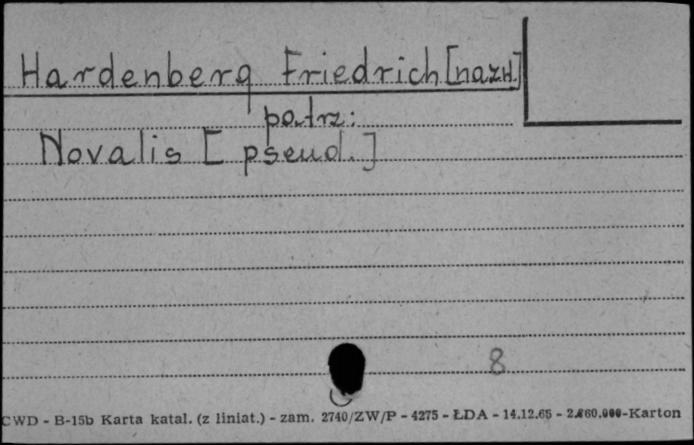 Hardenberg Friedrich [nazw.]
patrz:
Novalis [pseud.]
8
CWD - B-15b Karta katal. (z liniat.) - zam. 2740/ZW/P - 4275 - ŁDA - 14.12.65 - -Karton